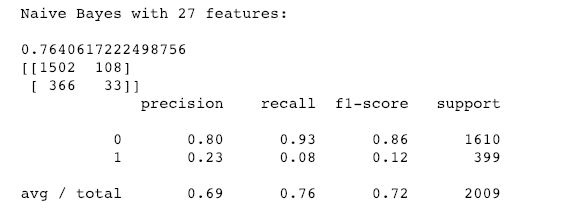 Naive Bayes with 27 features:
0.7640617222498756
[[1502 108]
[ 366 33]]
precision recall f1-score support
0 0.80 0.93 0.86 1610
1 0.23 0.08 0.12 399
avg / total 0.69 0.76 0.72 2009